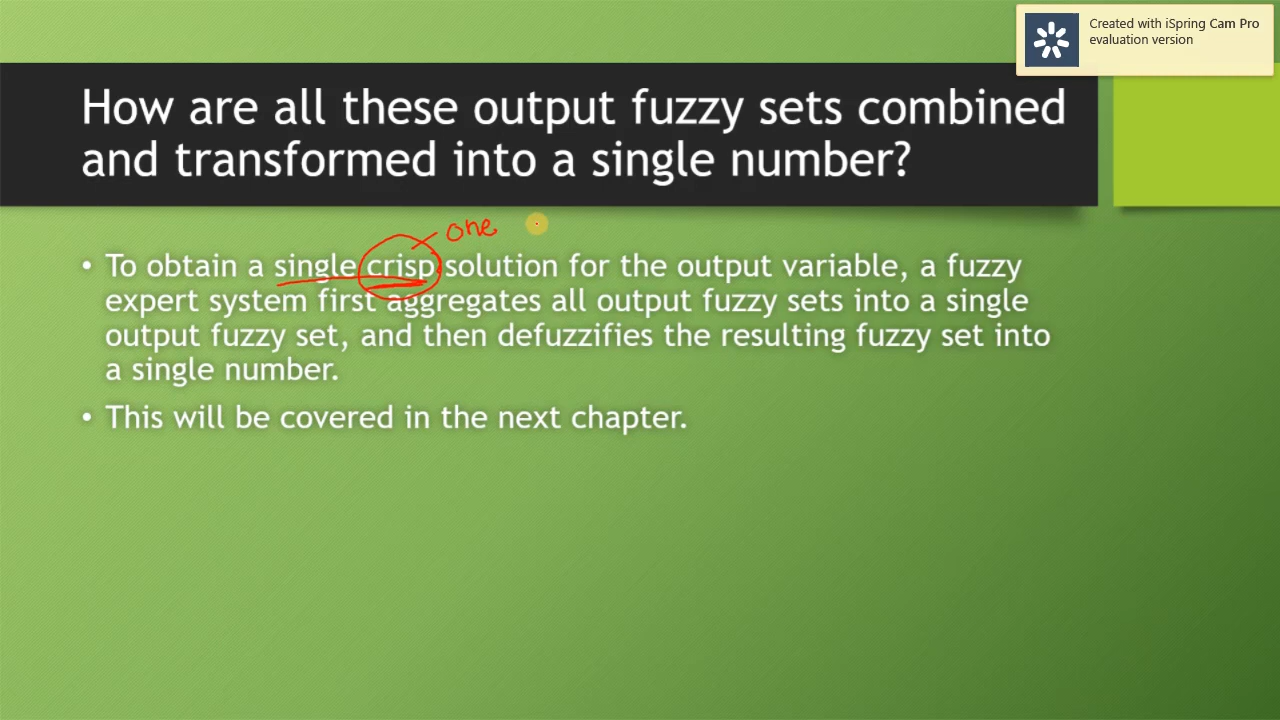 Created with iSpring Cam Pro
evaluation version
How are all these output fuzzy sets combined
and transformed into a single number?
one
• To obtain a single crisp solution for the output variable, a fuzzy
expert system first aggregates all output fuzzy sets into a single
output fuzzy set, and then defuzzifies the resulting fuzzy set into
a single number.
• This will be covered in the next chapter.